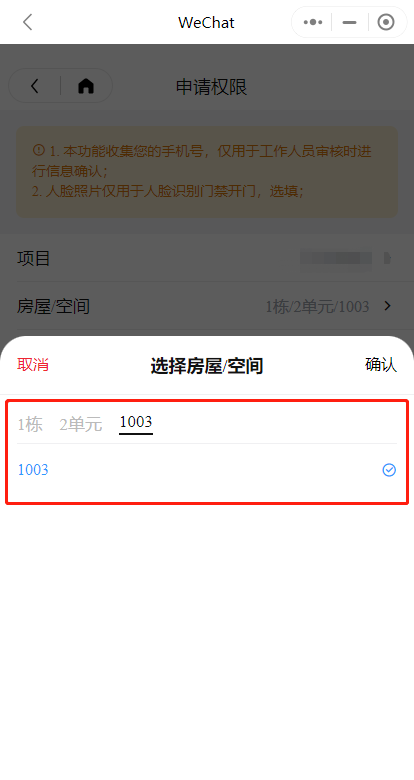 WeChat
申请权限
1. 本功能收集您的手机号，仅用于工作人员审核时进
行信息确认；
2. 人脸照片仅用于人脸识别门禁开门，选填；
项目
房屋/空间 1栋/2单元/1003
取消 选择房屋/空间 确认
1栋 2单元 1003
1003